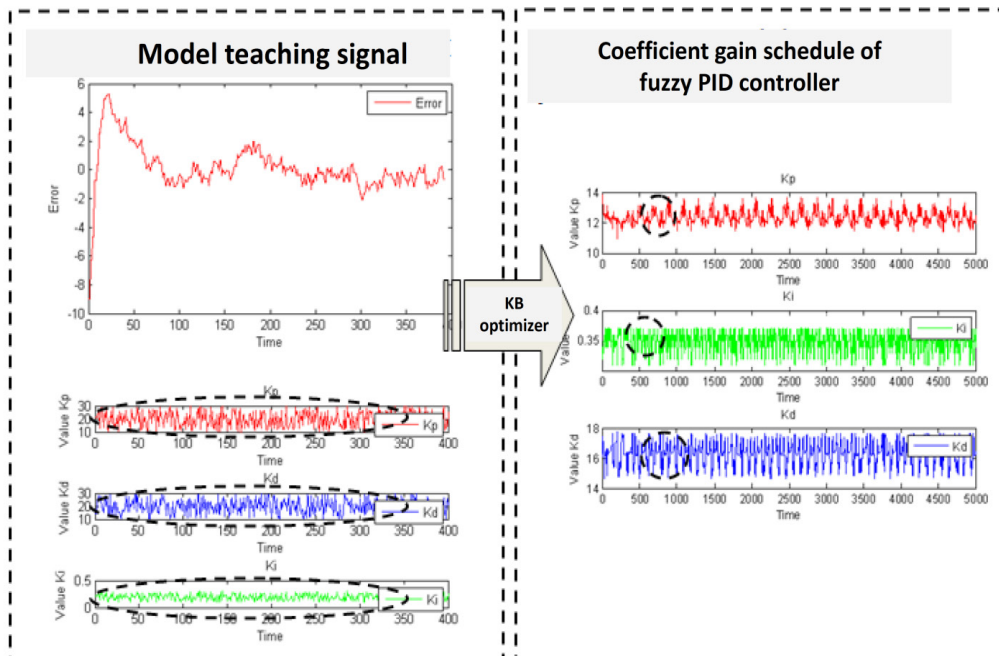 Model teaching signal
6
4
2
0
-2
-4
-6
-8
-10
Error
Error
0 50 100 150 200 250 300 350 400
Time
Kp
30
20
10
Value Kp
Kp
0 50 100 150 200 250 300 350 400
Time
Kd
30
20
10
Value Kd
Kd
0 50 100 150 200 250 300 350 400
Time
Ki
0.5
0
Value Ki
Ki
0 50 100 150 200 250 300 350 400
Time
KB
optimizer
Coefficient gain schedule of
fuzzy PID controller
Kp
14
12
10
Value Kp
0 500 1000 1500 2000 2500 3000 3500 4000 4500 5000
Time
Ki
0.4
0.35
Value
Ki
0 500 1000 1500 2000 2500 3000 3500 4000 4500 5000
Time
Kd
18
16
14
Value Kd
Kd
0 500 1000 1500 2000 2500 3000 3500 4000 4500 5000
Time